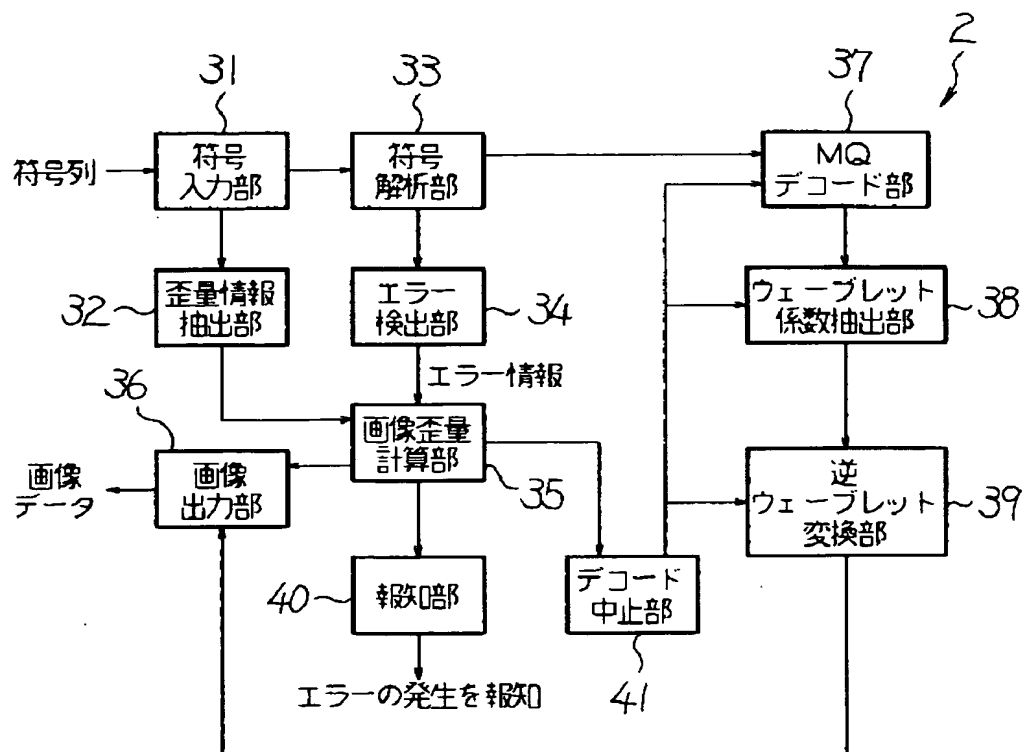 2
31
33
37
符号列
符号
入力部
符号
解析部
MQ
デコード部
32
歪量情報
抽出部
エラー
検出部
34
ウェーブレット
係数抽出部
38
エラー情報
36
画像歪量
計算部
35
画像
データ
画像
出力部
逆
ウェーブレット
変換部
39
40
報知部
デコード
中止部
41
エラーの発生を報知